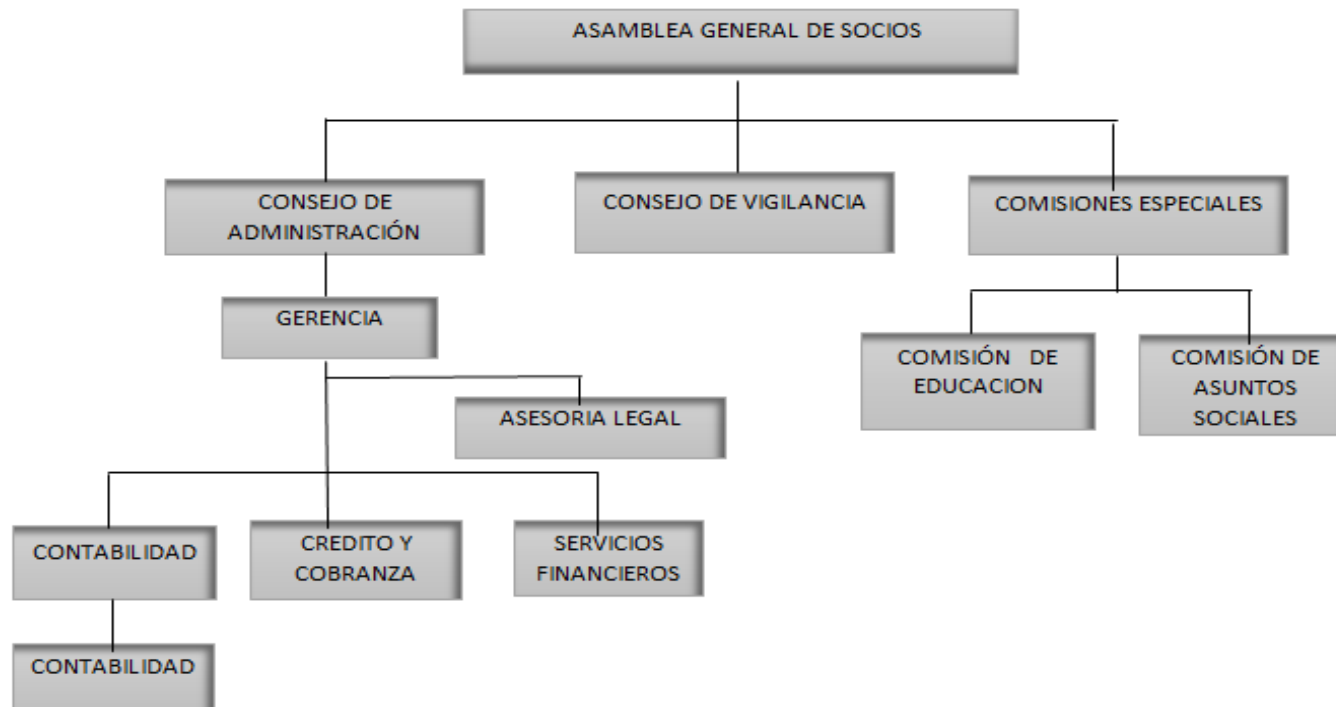 ASAMBLEA GENERAL DE SOCIOS
CONSEJO DE
ADMINISTRACIÓN
CONSEJO DE VIGILANCIA
COMISIONES ESPECIALES
GERENCIA
COMISIÓN DE
EDUCACION
COMISIÓN DE
ASUNTOS
SOCIALES
ASESORIA LEGAL
CONTABILIDAD
CREDITO Y
COBRANZA
SERVICIOS
FINANCIEROS
CONTABILIDAD